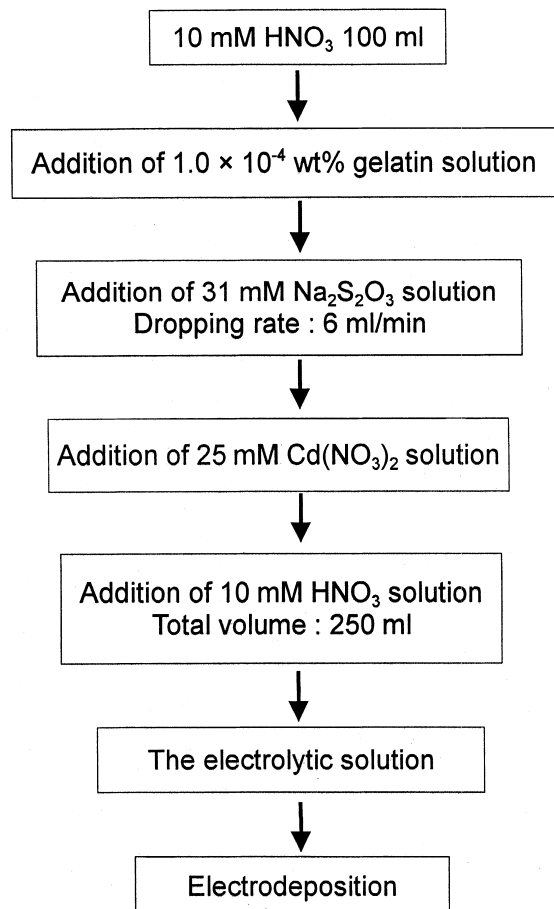 10 mM HNO₃ 100 ml
Addition of 1.0 × 10⁻⁴ wt% gelatin solution
Addition of 31 mM Na₂S₂O₃ solution
Dropping rate : 6 ml/min
Addition of 25 mM Cd(NO₃)₂ solution
Addition of 10 mM HNO₃ solution
Total volume : 250 ml
The electrolytic solution
Electrodeposition